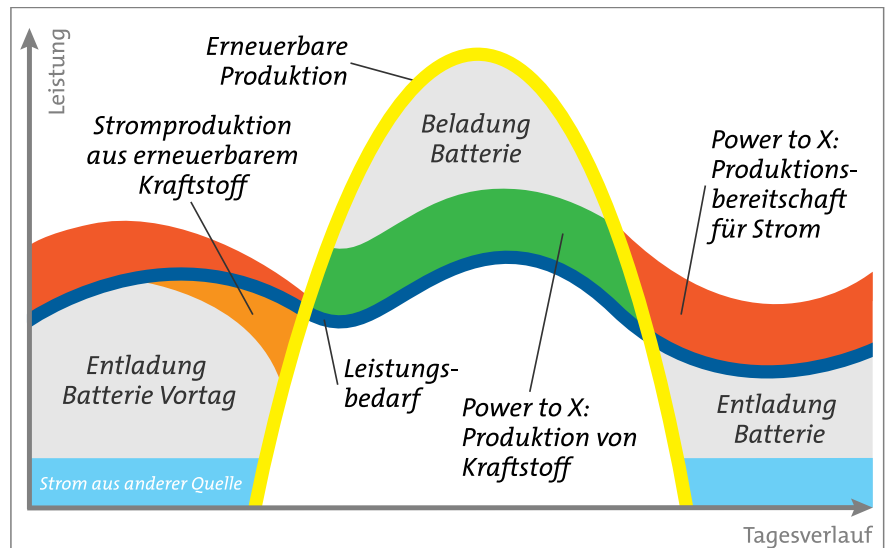 Leistung
Erneuerbare
Produktion
Stromproduktion
aus erneuerbarem
Kraftstoff
Beladung
Batterie
Power to X:
Produktions-
bereitschaft
für Strom
Entladung
Batterie Vortag
Leistungs-
bedarf
Power to X:
Produktion von
Kraftstoff
Entladung
Batterie
Strom aus anderer Quelle
Tagesverlauf